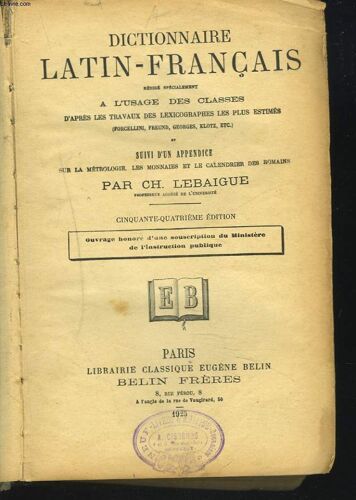 DICTIONNAIRE
LATIN-FRANÇAIS
RÉDIGÉ SPÉCIALEMENT
A L'USAGE DES CLASSES
D'APRÈS LES TRAVAUX DES LEXICOGRAPHES LES PLUS ESTIMÉS
(FORCELLINI, FREUND, GEORGES, KLOTZ, ETC.)
ET
SUIVI D'UN APPENDICE
SUR LA MÉTROLOGIE, LES MONNAIES ET LE CALENDRIER DES ROMAINS
PAR CH. LEBAIGUE
PROFESSEUR AGRÉGÉ DE L'UNIVERSITÉ
CINQUANTE-QUATRIÈME ÉDITION
Ouvrage honoré d'une souscription du Ministère
de l'Instruction publique
E B
PARIS
LIBRAIRIE CLASSIQUE EUGÈNE BELIN
BELIN FRÈRES
8, RUE FÉROU, 8
A l'angle de la rue de Vaugirard, 50
1925